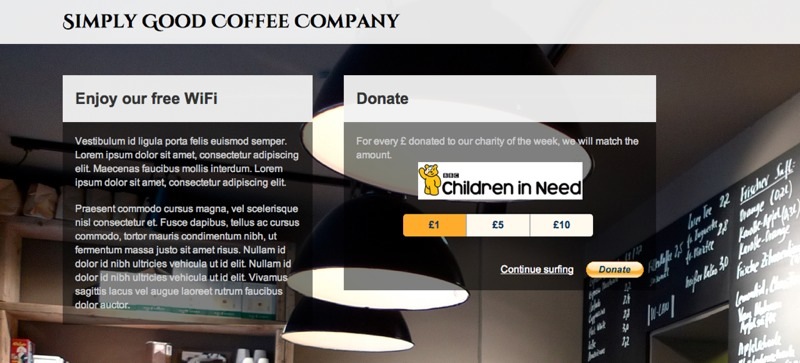 Simply Good Coffee Company
Enjoy our free WiFi
Vestibulum id ligula porta felis euismod semper.
Lorem ipsum dolor sit amet, consectetur adipiscing
elit. Maecenas faucibus mollis interdum. Lorem
ipsum dolor sit amet, consectetur adipiscing elit.
Praesent commodo cursus magna, vel scelerisque
nisl consectetur et. Fusce dapibus, tellus ac cursus
commodo, tortor mauris condimentum nibh, ut
fermentum massa justo sit amet risus. Nullam id
dolor id nibh ultricies vehicula ut id elit. Nullam id
dolor id nibh ultricies vehicula ut id elit. Vivamus
sagittis lacus vel augue laoreet rutrum faucibus
dolor auctor.
Donate
For every £ donated to our charity of the week, we will match the
amount.
BBC
Children in Need
£1 £5 £10
Continue surfing Donate
Frischer Saft:
Orange